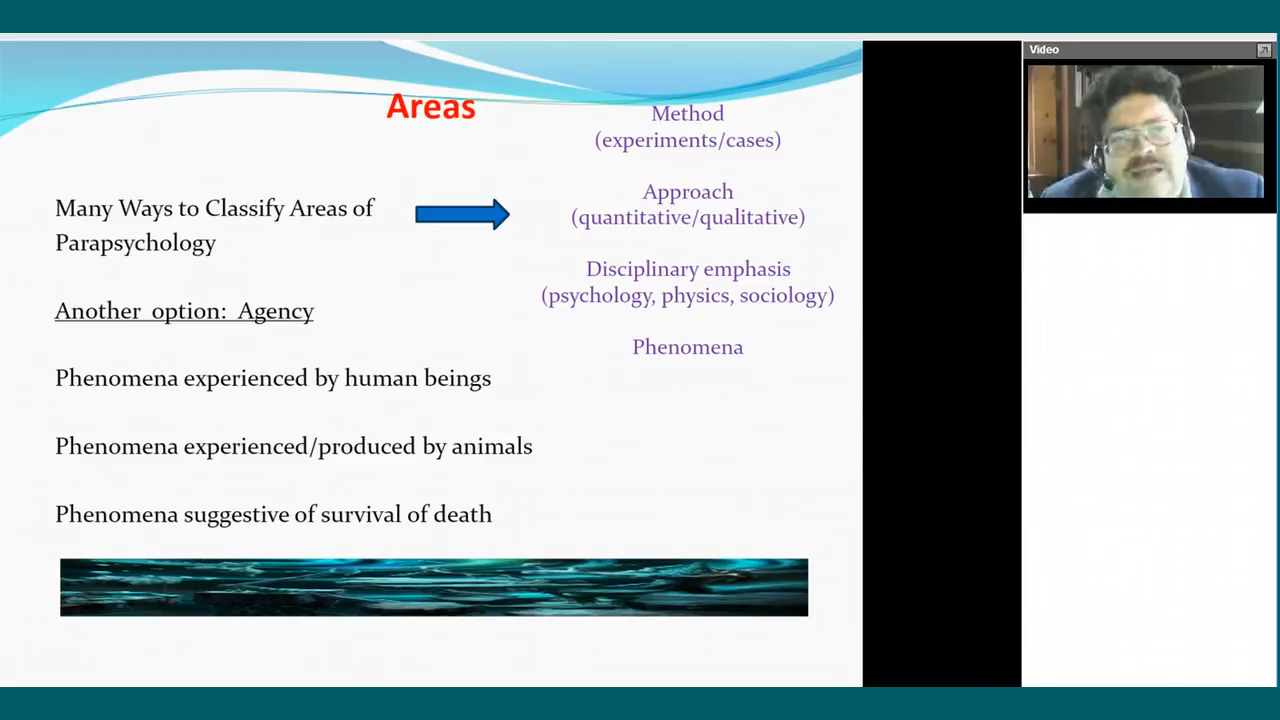 Areas
Many Ways to Classify Areas of
Parapsychology
Another option: Agency
Phenomena experienced by human beings
Phenomena experienced/produced by animals
Phenomena suggestive of survival of death
Method
(experiments/cases)
Approach
(quantitative/qualitative)
Disciplinary emphasis
(psychology, physics, sociology)
Phenomena
Video